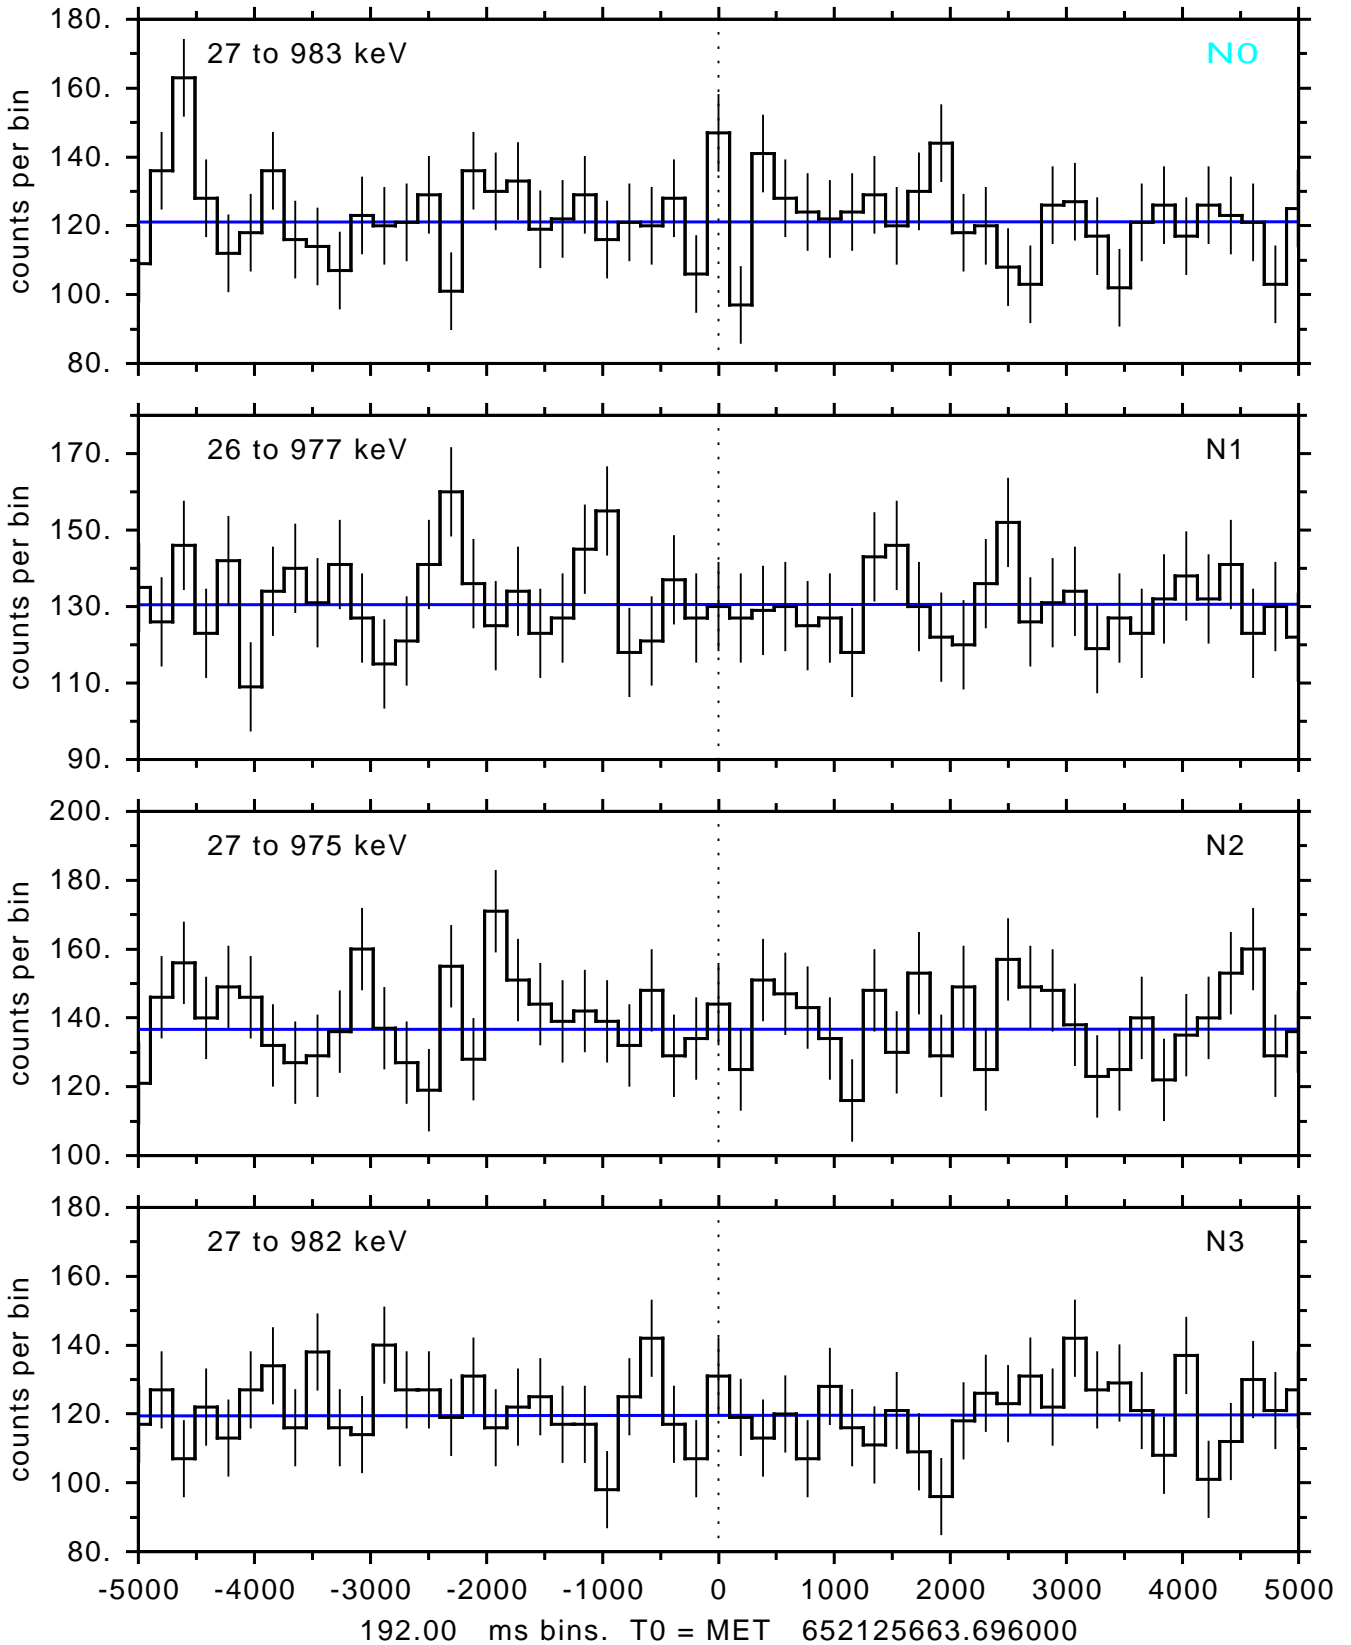 180.
27 to 983 keV N0
160.
140.
120.
100.
80.
counts per bin
26 to 977 keV N1
170.
150.
130.
110.
90.
counts per bin
200.
27 to 975 keV N2
180.
160.
140.
120.
100.
counts per bin
180.
27 to 982 keV N3
160.
140.
120.
100.
80.
counts per bin
-5000 -4000 -3000 -2000 -1000 0 1000 2000 3000 4000 5000
192.00 ms bins. T0 = MET 652125663.696000